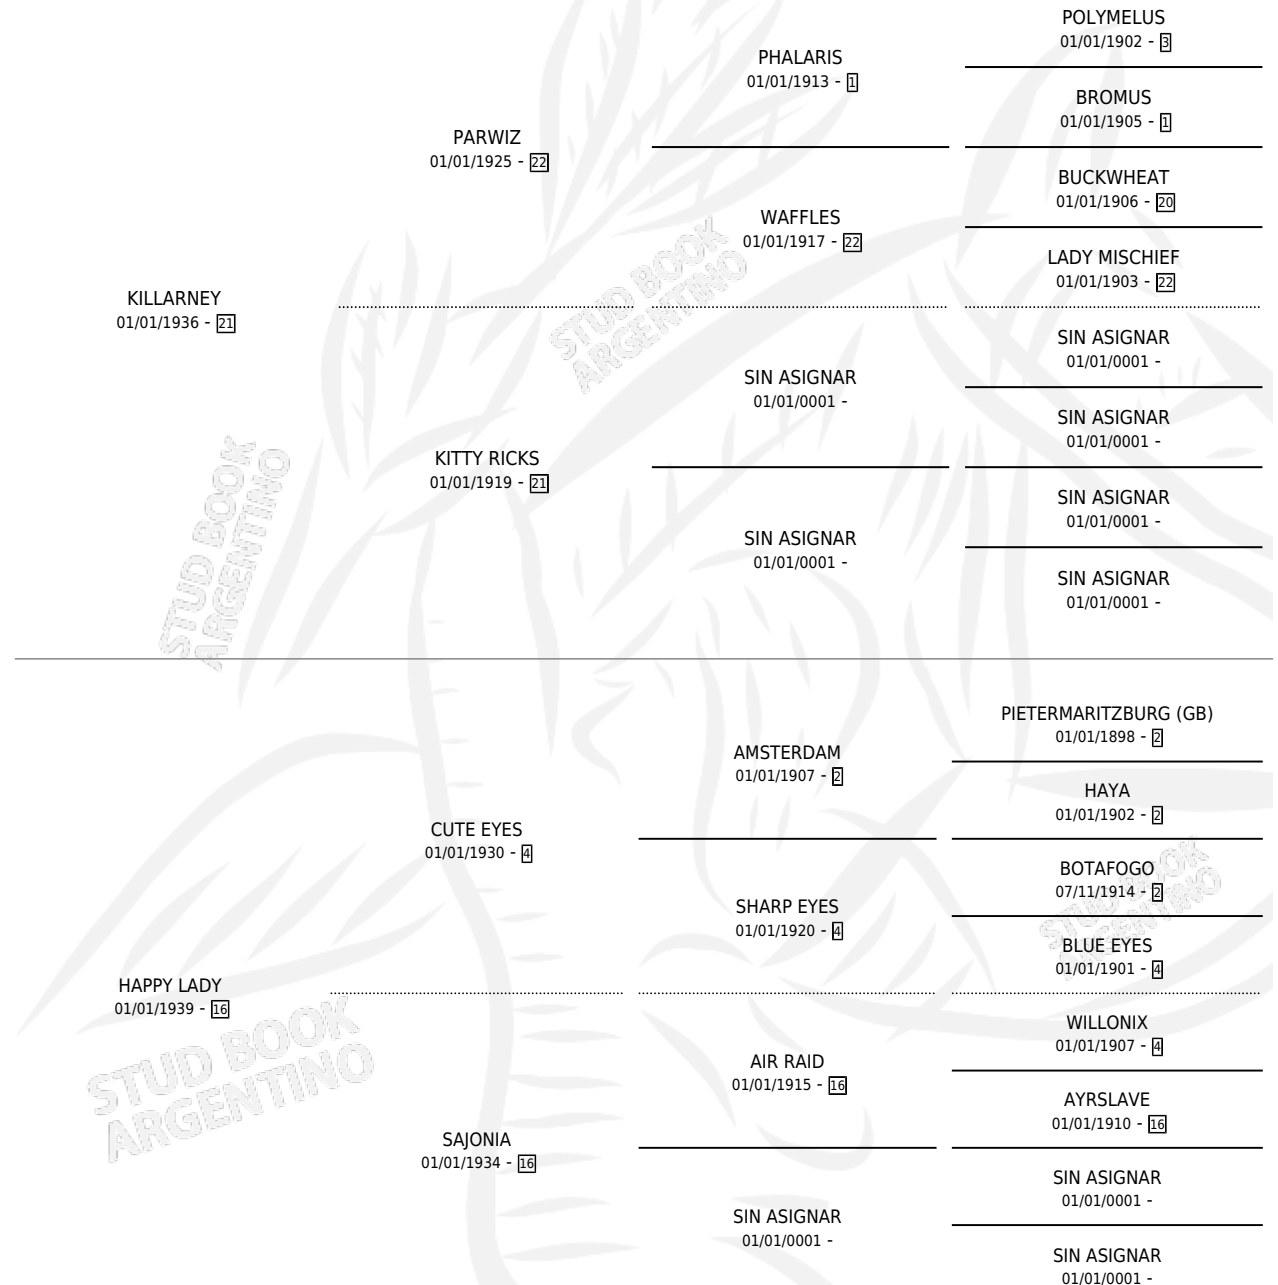 POLYMELUS
01/01/1902 - 3
PHALARIS
01/01/1913 - 1
BROMUS
01/01/1905 - 1
PARWIZ
01/01/1925 - 22
BUCKWHEAT
01/01/1906 - 20
WAFFLES
01/01/1917 - 22
LADY MISCHIEF
01/01/1903 - 22
KILLARNEY
01/01/1936 - 21
SIN ASIGNAR
01/01/0001 -
SIN ASIGNAR
01/01/0001 -
SIN ASIGNAR
01/01/0001 -
KITTY RICKS
01/01/1919 - 21
SIN ASIGNAR
01/01/0001 -
SIN ASIGNAR
01/01/0001 -
SIN ASIGNAR
01/01/0001 -
STUD BOOK
ARGENTINO
STUD BOOK
ARGENTINO
PIETERMARITZBURG (GB)
01/01/1898 - 2
AMSTERDAM
01/01/1907 - 2
HAYA
01/01/1902 - 2
CUTE EYES
01/01/1930 - 4
BOTAFOGO
07/11/1914 - 2
SHARP EYES
01/01/1920 - 4
BLUE EYES
01/01/1901 - 4
HAPPY LADY
01/01/1939 - 16
WILLONIX
01/01/1907 - 4
AIR RAID
01/01/1915 - 16
AYRSLAVE
01/01/1910 - 16
SAJONIA
01/01/1934 - 16
SIN ASIGNAR
01/01/0001 -
SIN ASIGNAR
01/01/0001 -
SIN ASIGNAR
01/01/0001 -
STUD BOOK
ARGENTINO
STUD BOOK
ARGENTINO